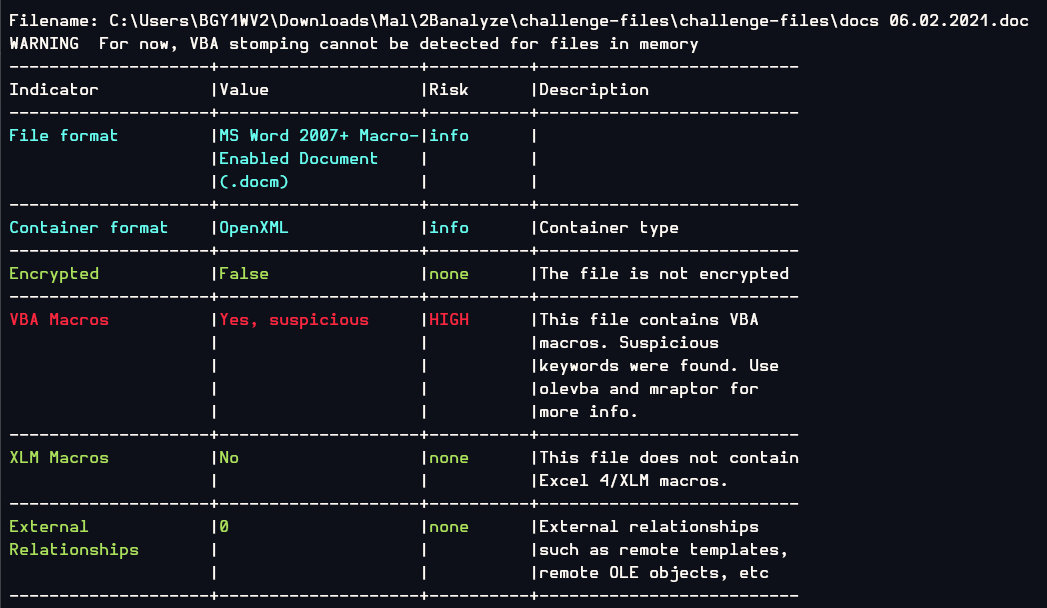 Filename: C:\Users\BGY1WV2\Downloads\Mal\2Banalyze\challenge-files\challenge-files\docs 06.02.2021.doc
WARNING  For now, VBA stomping cannot be detected for files in memory
--------------------+--------------------+----------+--------------------------
Indicator           |Value               |Risk      |Description
--------------------+--------------------+----------+--------------------------
File format         |MS Word 2007+ Macro-|info      |
                    |Enabled Document    |          |
                    |(.docm)             |          |
--------------------+--------------------+----------+--------------------------
Container format    |OpenXML             |info      |Container type
--------------------+--------------------+----------+--------------------------
Encrypted           |False               |none      |The file is not encrypted
--------------------+--------------------+----------+--------------------------
VBA Macros          |Yes, suspicious     |HIGH      |This file contains VBA
                    |                    |          |macros. Suspicious
                    |                    |          |keywords were found. Use
                    |                    |          |olevba and mraptor for
                    |                    |          |more info.
--------------------+--------------------+----------+--------------------------
XLM Macros          |No                  |none      |This file does not contain
                    |                    |          |Excel 4/XLM macros.
--------------------+--------------------+----------+--------------------------
External            |0                   |none      |External relationships
Relationships       |                    |          |such as remote templates,
                    |                    |          |remote OLE objects, etc
--------------------+--------------------+----------+--------------------------